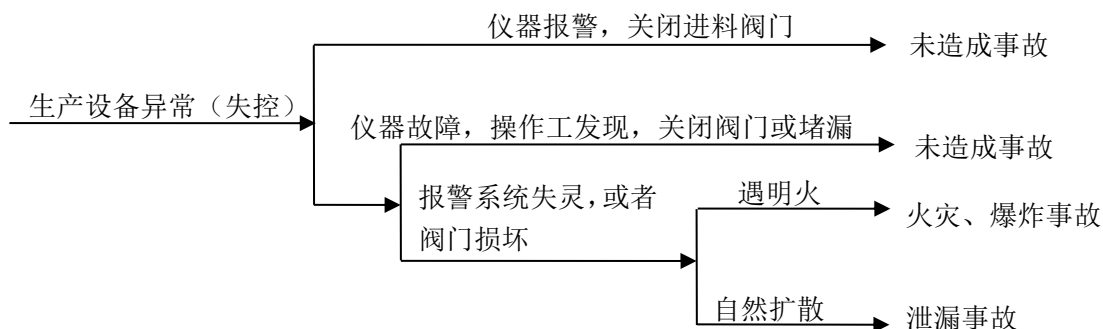 仪器报警，关闭进料阀门
未造成事故
生产设备异常（失控）
仪器故障，操作工发现，关闭阀门或堵漏
未造成事故
报警系统失灵，或者
阀门损坏
遇明火
火灾、爆炸事故
自然扩散
泄漏事故